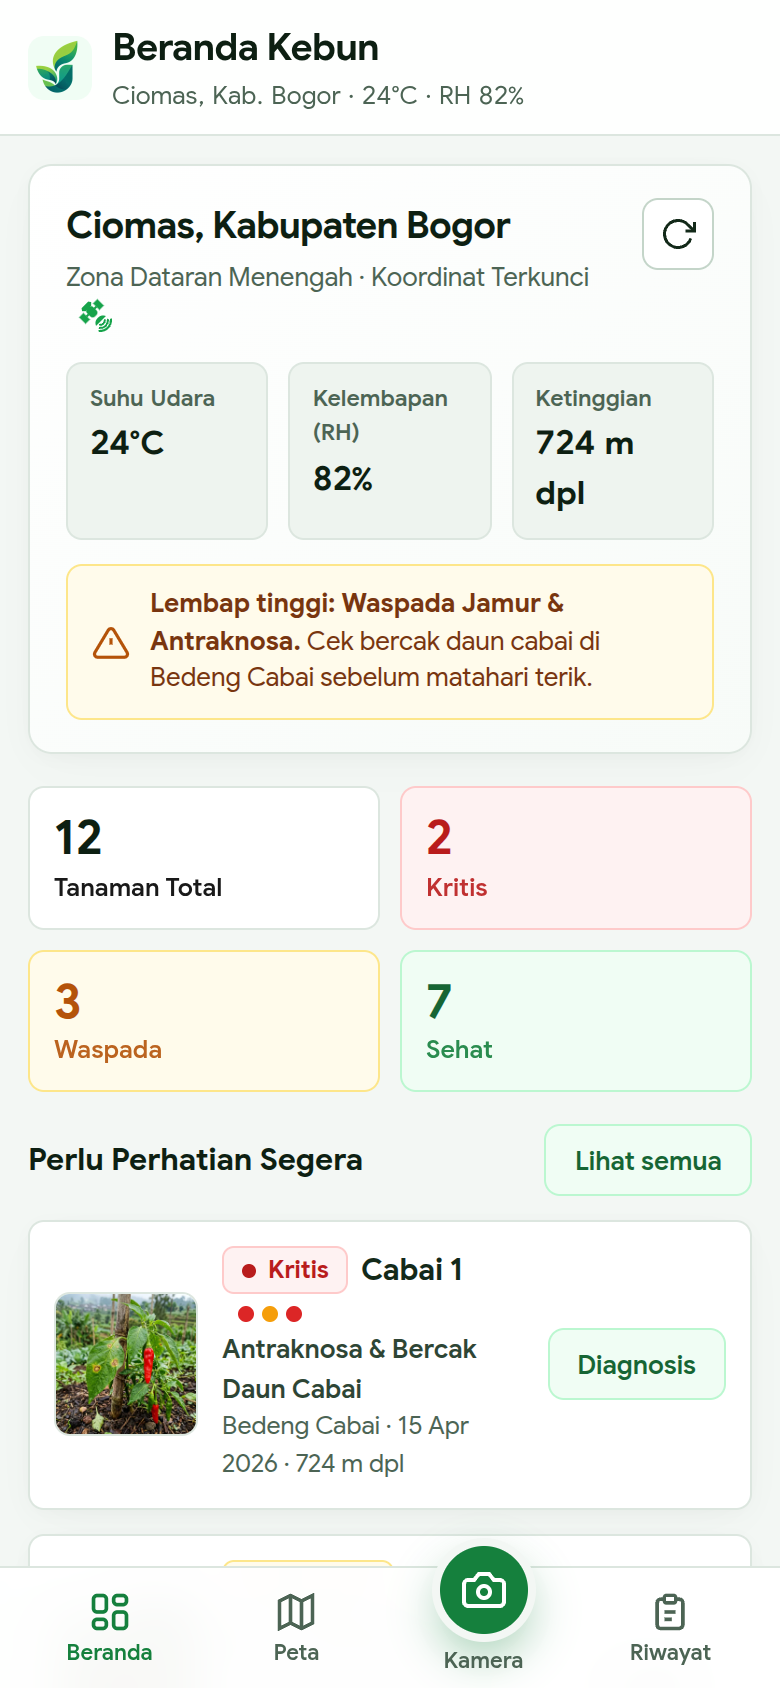 Beranda Kebun
Ciomas, Kab. Bogor · 24°C · RH 82%
Ciomas, Kabupaten Bogor
Zona Dataran Menengah · Koordinat Terkunci
Suhu Udara
24°C
Kelembapan
(RH)
82%
Ketinggian
724 m
dpl
Lembap tinggi: Waspada Jamur &
Antraknosa. Cek bercak daun cabai di
Bedeng Cabai sebelum matahari terik.
12
Tanaman Total
2
Kritis
3
Waspada
7
Sehat
Perlu Perhatian Segera
Lihat semua
Kritis
Cabai 1
Antraknosa & Bercak
Daun Cabai
Bedeng Cabai · 15 Apr
2026 · 724 m dpl
Diagnosis
Beranda
Peta
Kamera
Riwayat